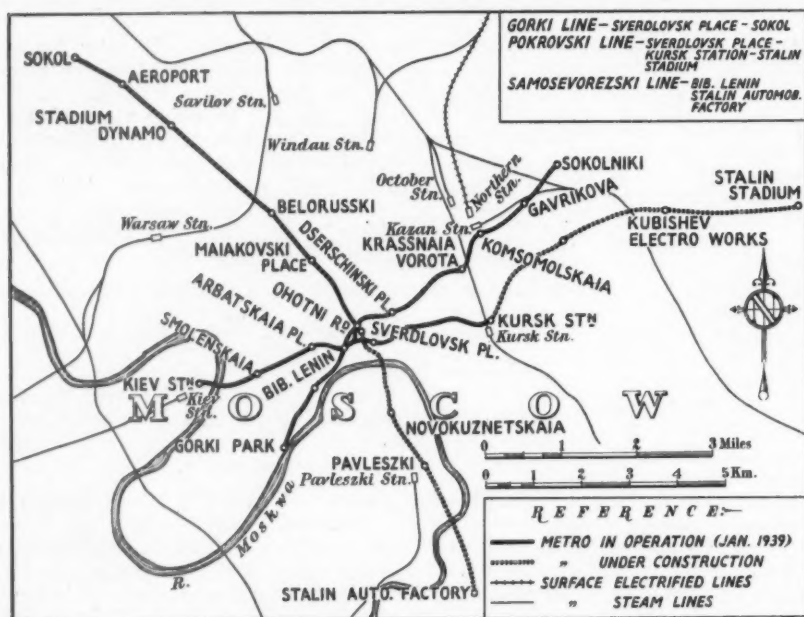 GORKI LINE—SVERDLOVSK PLACE - SOKOL
POKROVSKI LINE—SVERDLOVSK PLACE -
KURSK STATION—STALIN
STADIUM
SAMOSEVOREZSKI LINE—BIB. LENIN
STALIN AUTOMOB.
FACTORY
SOKOL
AEROPORT
STADIUM
DYNAMO
Savilov Stn.
Windau Stn.
October
Stn.
Northern
Stn.
SOKOLNIKI
GAVRIKOVA
STALIN
STADIUM
Warsaw Stn.
BELORUSSKI
Kazan Stn.
KRASSNAIA
VOROTA
KOMSOMOLSKAIA
KUBISHEV
ELECTRO WORKS
MAIAKOVSKI
PLACE
DSERSCHINSKI PL.
ARBATSKAIA PL.
OHOTNI RD.
SMOLENSKAIA
SVERDLOVSK PL.
KURSK STN
Kursk Stn.
BIB. LENIN
KIEV STN
Kiev
Stn.
MOSCOW
NOVOKUZNETSKAIA
GORKI PARK
PAVLESZKI
Pavleszki Stn.
R. Moskwa
STALIN AUTO. FACTORY
0 1 2 3 Miles
0 1 2 3 4 5 Km.
REFERENCE:—
METRO IN OPERATION (JAN. 1939)
„ UNDER CONSTRUCTION
SURFACE ELECTRIFIED LINES
„ STEAM LINES